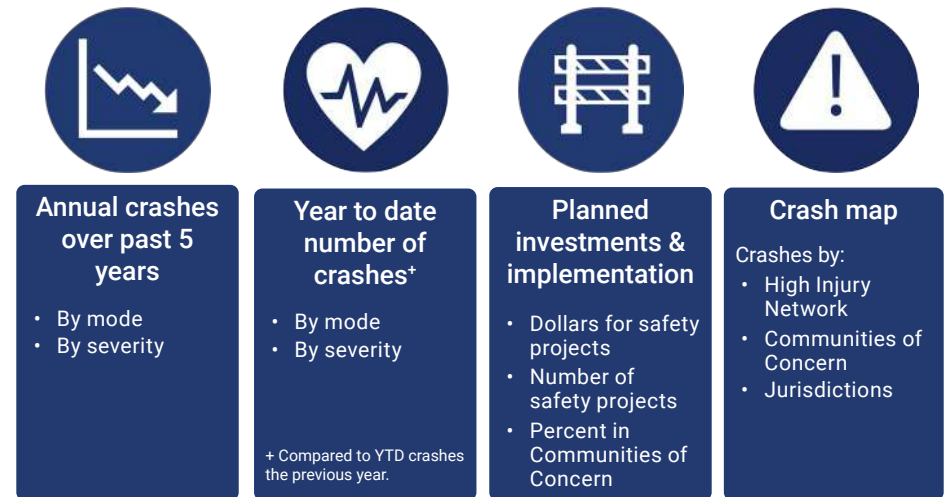 Annual crashes
over past 5
years
• By mode
• By severity
Year to date
number of
crashes+
• By mode
• By severity
+ Compared to YTD crashes
the previous year.
Planned
investments &
implementation
• Dollars for safety
projects
• Number of
safety projects
• Percent in
Communities of
Concern
Crash map
Crashes by:
• High Injury
Network
• Communities of
Concern
• Jurisdictions